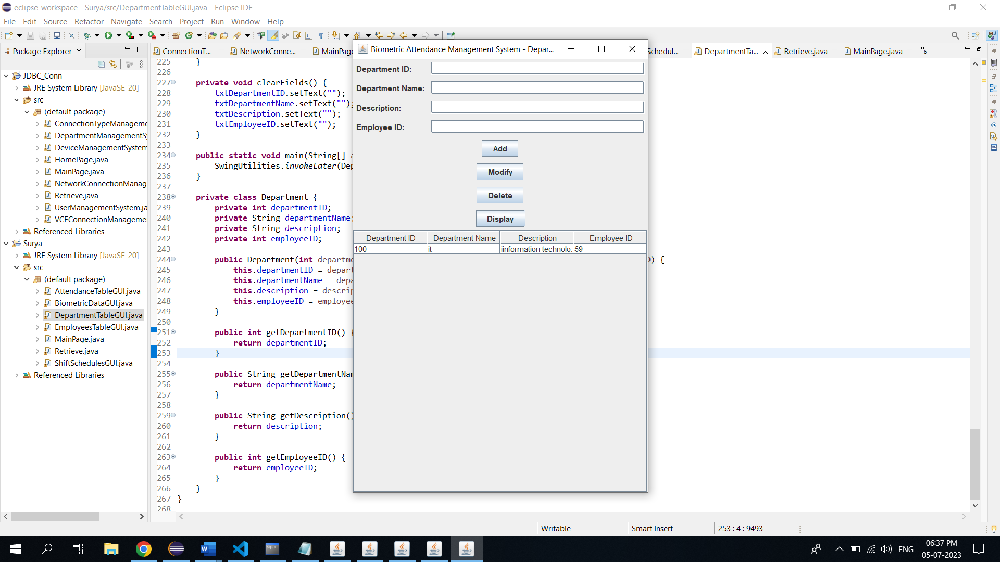 eclipse-workspace - Surya/src/DepartmentTableGUI.java - Eclipse IDE
File Edit Source Refactor Navigate Search Project Run Window Help
Package Explorer
ConnectionT... NetworkConne... MainPage Schedul... DepartmentTa... Retrieve.java MainPage.java »6
JDBC_Conn
JRE System Library [JavaSE-20]
src
(default package)
ConnectionTypeManageme
DepartmentManagementSy
DeviceManagementSystem
HomePage.java
MainPage.java
NetworkConnectionManag
Retrieve.java
UserManagementSystem.ja
VCEConnectionManagemen
Referenced Libraries
Surya
JRE System Library [JavaSE-20]
src
(default package)
AttendanceTableGUI.java
BiometricDataGUI.java
DepartmentTableGUI.java
EmployeesTableGUI.java
MainPage.java
Retrieve.java
ShiftSchedulesGUI.java
Referenced Libraries
225 }
226
227 private void clearFields() {
228 txtDepartmentID.setText("");
229 txtDepartmentName.setText("");
230 txtDescription.setText("");
231 txtEmployeeID.setText("");
232 }
233
234 public static void main(String[] a
235 SwingUtilities.invokeLater(Dep
236 }
237
238 private class Department {
239 private int departmentID;
240 private String departmentName;
241 private String description;
242 private int employeeID;
243
244 public Department(int departme D) {
245 this.departmentID = depart
246 this.departmentName = depa
247 this.description = descrip
248 this.employeeID = employee
249 }
250
251 public int getDepartmentID() {
252 return departmentID;
253 }
254
255 public String getDepartmentNam
256 return departmentName;
257 }
258
259 public String getDescription()
260 return description;
261 }
262
263 public int getEmployeeID() {
264 return employeeID;
265 }
266 }
267 }
268
Biometric Attendance Management System - Depar...
Department ID:
Department Name:
Description:
Employee ID:
Add
Modify
Delete
Display
Department ID Department Name Description Employee ID
100 it iinformation technolo... 59
Writable Smart Insert 253 : 4 : 9493
ENG 06:37 PM
05-07-2023